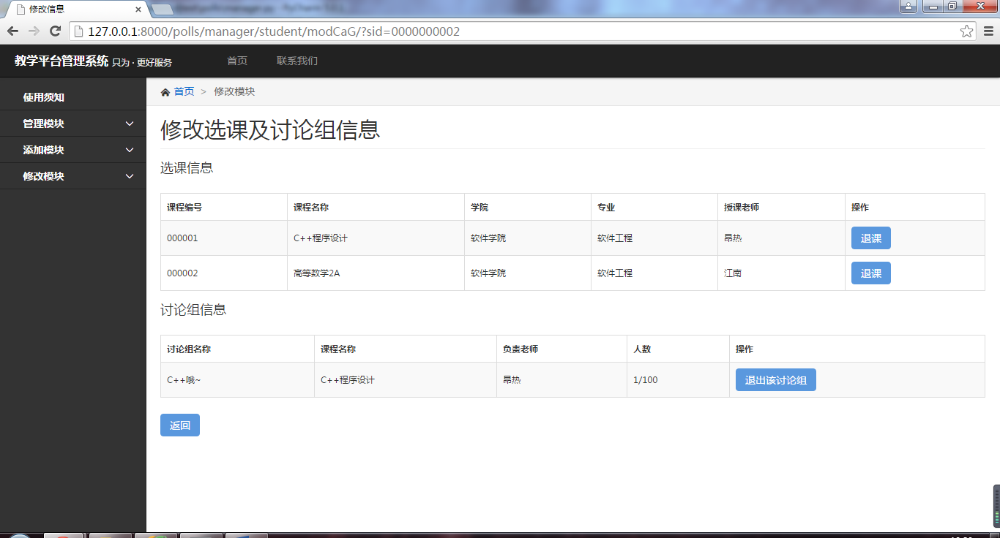 修改信息
127.0.0.1:8000/polls/manager/student/modCaG/?sid=0000000002
教学平台管理系统 只为 · 更好服务 首页 联系我们
使用须知
管理模块
添加模块
修改模块
首页 > 修改模块
修改选课及讨论组信息
选课信息
课程编号 课程名称 学院 专业 授课老师 操作
000001 C++程序设计 软件学院 软件工程 昂热 退课
000002 高等数学2A 软件学院 软件工程 江南 退课
讨论组信息
讨论组名称 课程名称 负责老师 人数 操作
C++哦~ C++程序设计 昂热 1/100 退出该讨论组
返回